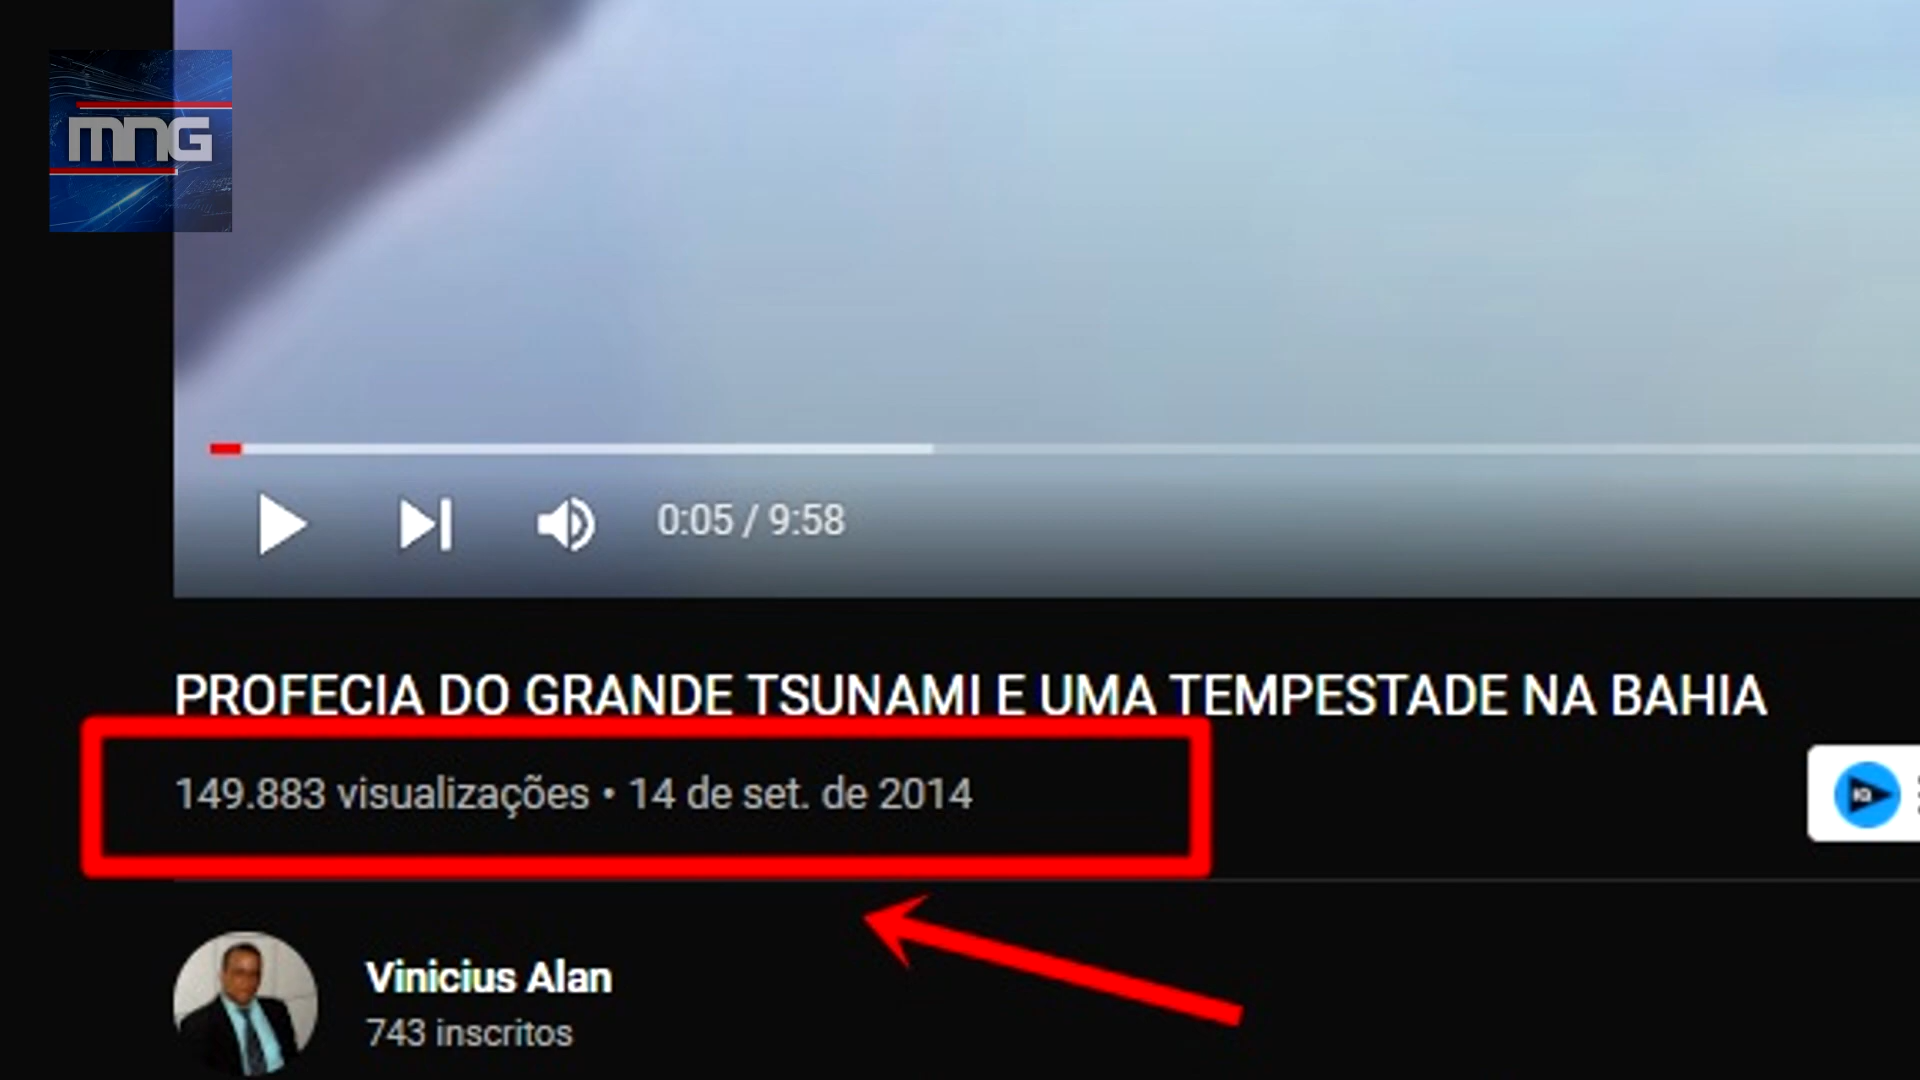 MNG
0:05 / 9:58
PROFECIA DO GRANDE TSUNAMI E UMA TEMPESTADE NA BAHIA
149.883 visualizações • 14 de set. de 2014
Vinicius Alan
743 inscritos